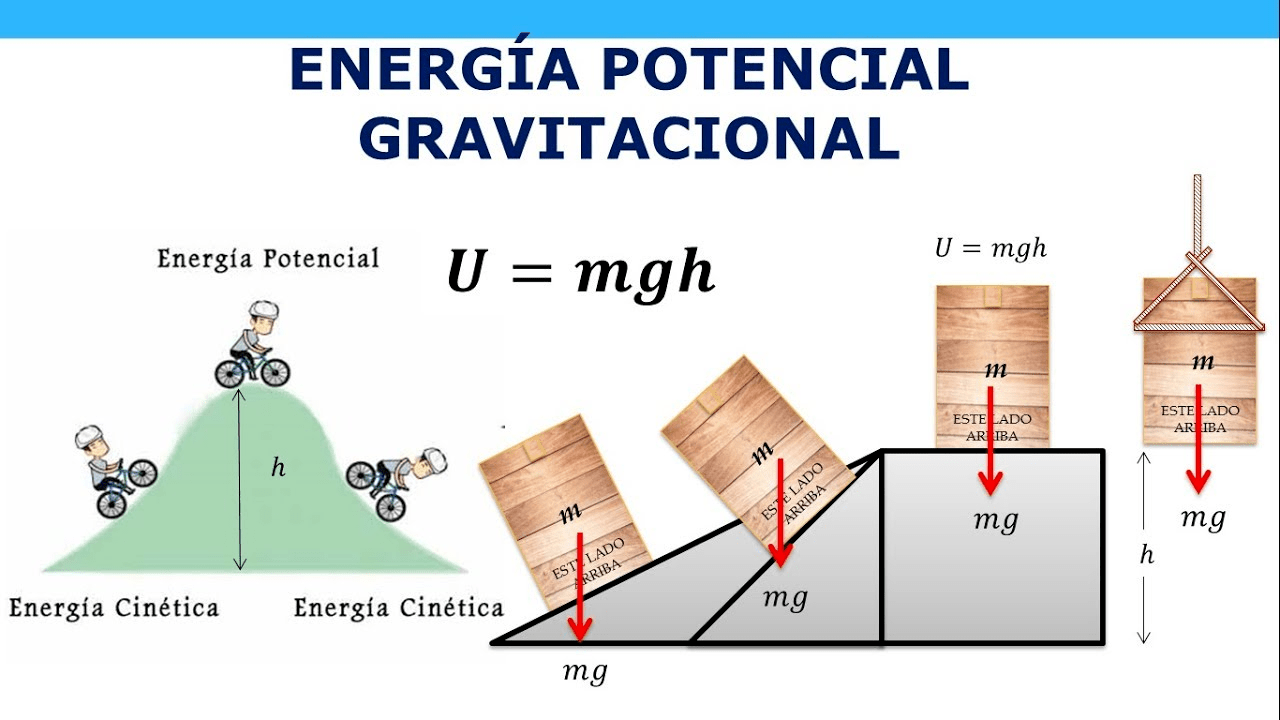 ENERGÍA POTENCIAL
GRAVITACIONAL
Energía Potencial
h
Energía Cinética
Energía Cinética
U = mgh
U = mgh
m
ESTE LADO
ARRIBA
mg
m
ESTE LADO
ARRIBA
mg
m
ESTE LADO
ARRIBA
mg
m
ESTE LADO
ARRIBA
mg
h